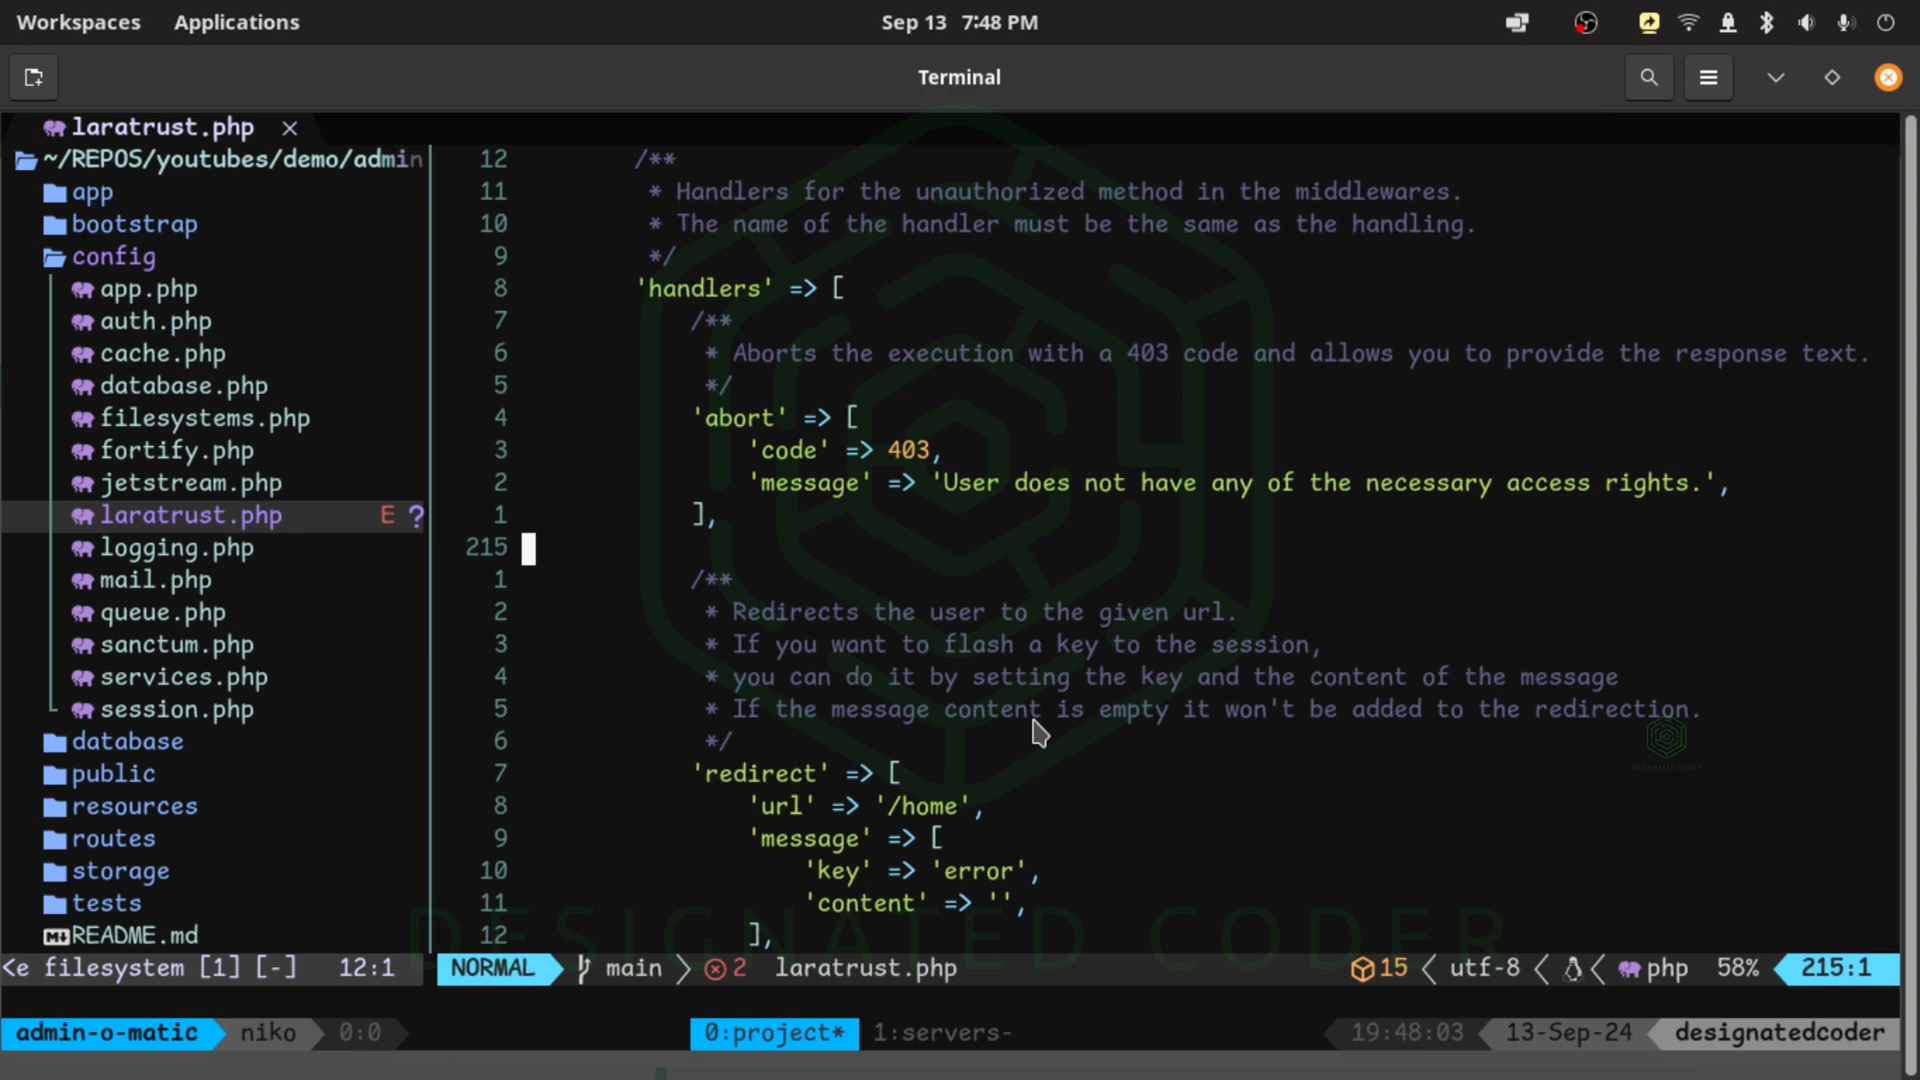 Workspaces Applications Sep 13 7:48 PM
Terminal
laratrust.php ×
~/REPOS/youtubes/demo/admin
app
bootstrap
config
app.php
auth.php
cache.php
database.php
filesystems.php
fortify.php
jetstream.php
laratrust.php E ?
logging.php
mail.php
queue.php
sanctum.php
services.php
session.php
database
public
resources
routes
storage
tests
README.md
<e filesystem [1] [-] 12:1
12 /**
11 * Handlers for the unauthorized method in the middlewares.
10 * The name of the handler must be the same as the handling.
9 */
8 'handlers' => [
7 /**
6 * Aborts the execution with a 403 code and allows you to provide the response text.
5 */
4 'abort' => [
3 'code' => 403,
2 'message' => 'User does not have any of the necessary access rights.',
1 ],
215
1 /**
2 * Redirects the user to the given url.
3 * If you want to flash a key to the session,
4 * you can do it by setting the key and the content of the message
5 * If the message content is empty it won't be added to the redirection.
6 */
7 'redirect' => [
8 'url' => '/home',
9 'message' => [
10 'key' => 'error',
11 'content' => '',
12 ],
DESIGNATED CODER
DESIGNATED CODER
NORMAL main 2 laratrust.php 15 utf-8 php 58% 215:1
admin-o-matic niko 0:0 0:project* 1:servers- 19:48:03 13-Sep-24 designatedcoder